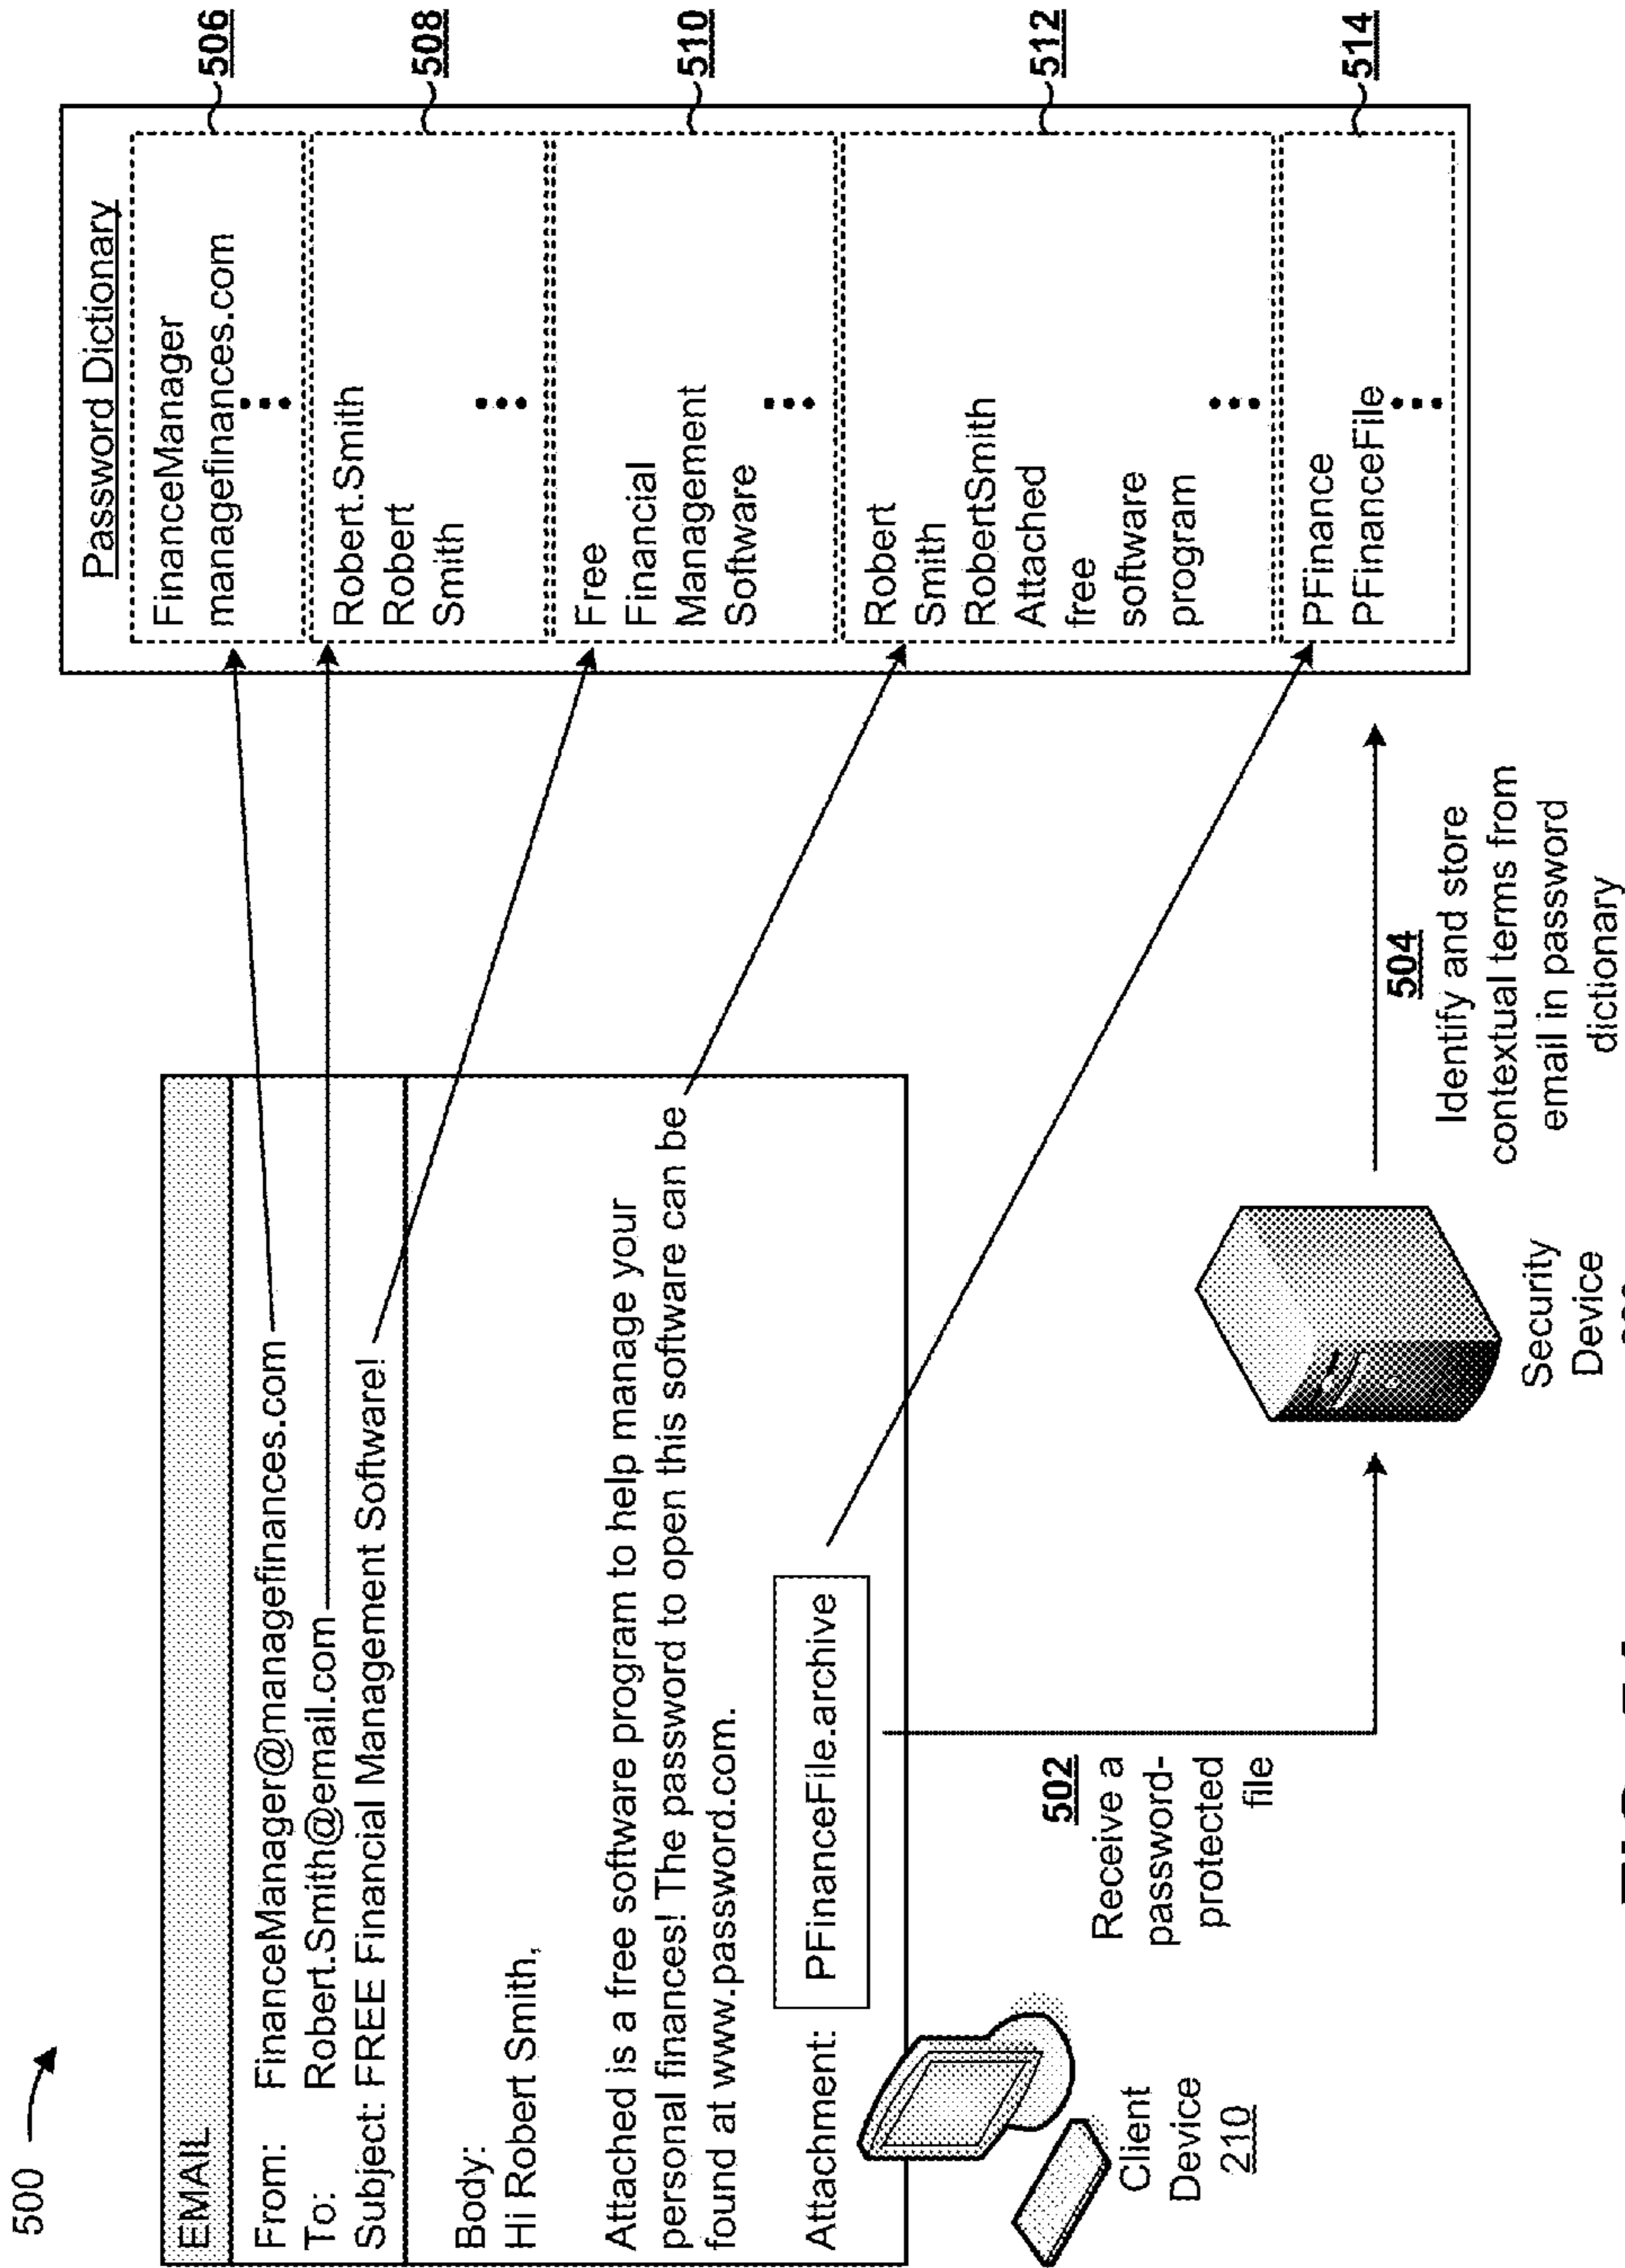 500
EMAIL
From: FinanceManager@managefinances.com
To: Robert.Smith@email.com
Subject: FREE Financial Management Software!
Body:
Hi Robert Smith,
Attached is a free software program to help manage your
personal finances! The password to open this software can be
found at www.password.com.
Attachment: PFinanceFile.archive
Client
Device
210
502
Receive a
password-
protected
file
Security
Device
504
Identify and store
contextual terms from
email in password
dictionary
Password Dictionary
FinanceManager
managefinances.com
506
Robert.Smith
Robert
Smith
508
Free
Financial
Management
Software
510
Robert
Smith
RobertSmith
Attached
free
software
program
512
PFinance
PFinanceFile
514